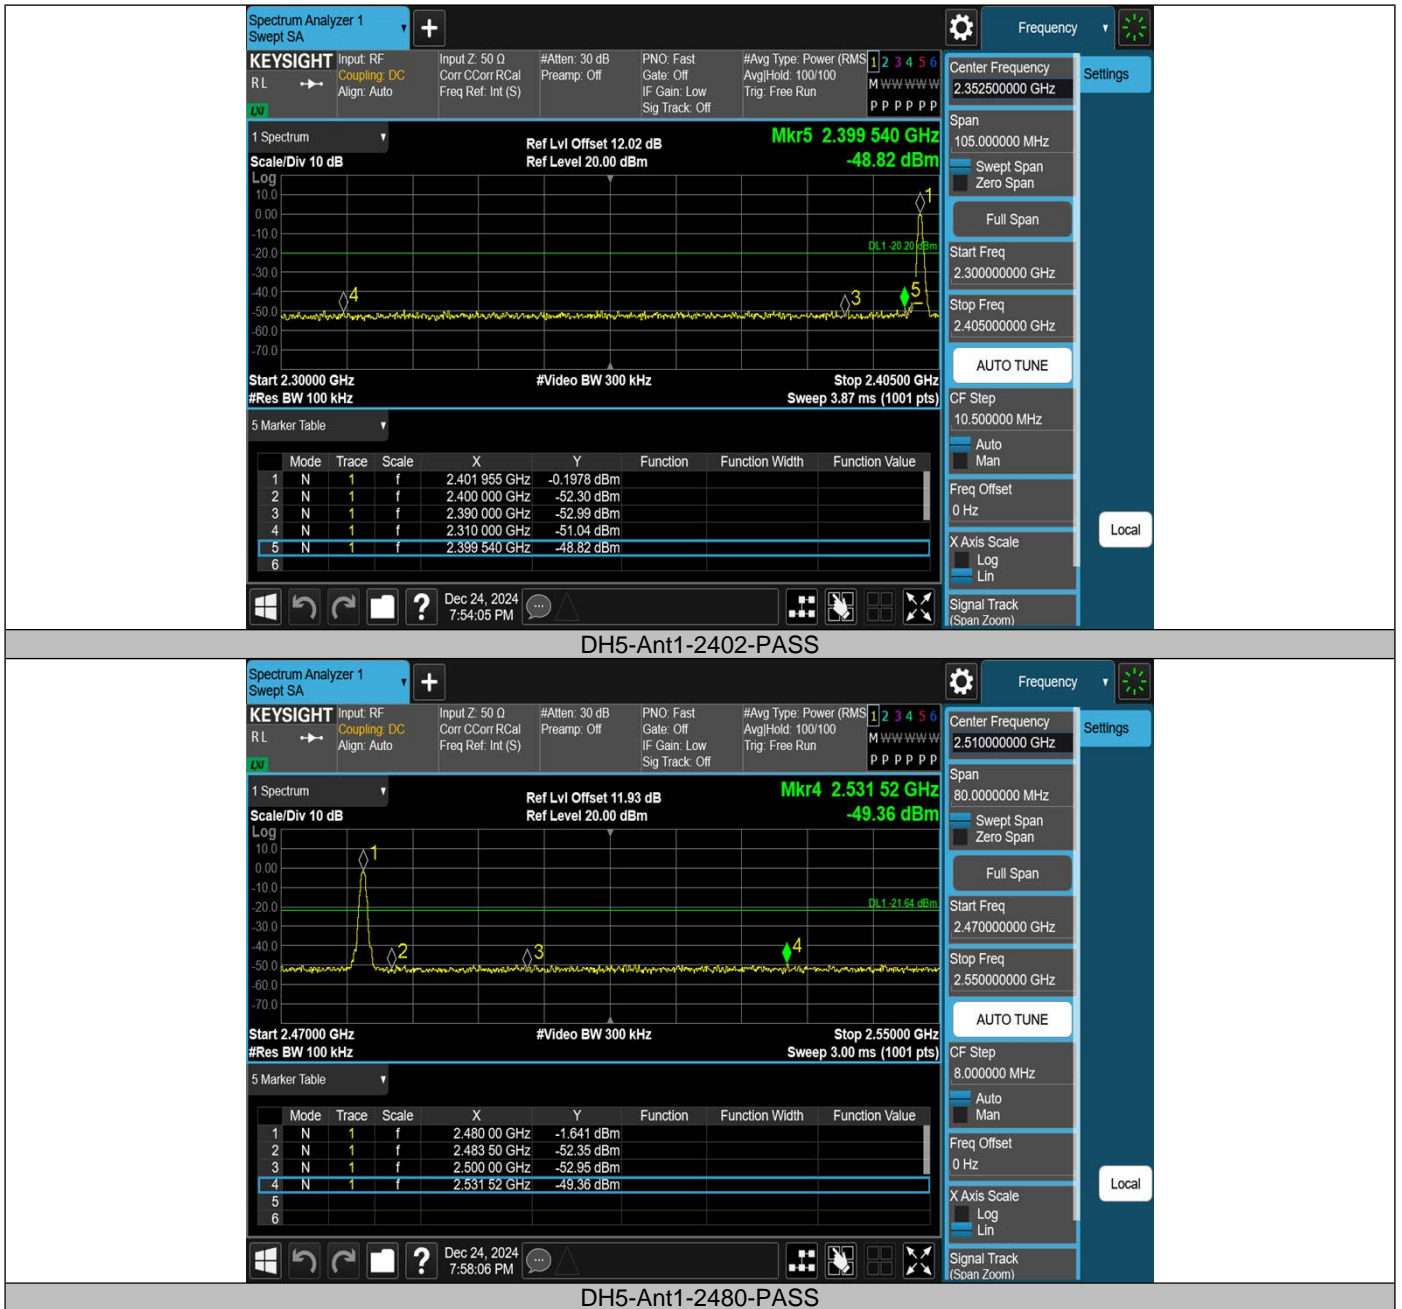 Spectrum Analyzer 1
Swept SA
+
Frequency
KEYSIGHT
RL
LXI
Input: RF
Coupling: DC
Align: Auto
Input Z: 50 Ω
Corr CCorr RCal
Freq Ref: Int (S)
#Atten: 30 dB
Preamp: Off
PNO: Fast
Gate: Off
IF Gain: Low
Sig Track: Off
#Avg Type: Power (RMS
Avg|Hold: 100/100
Trig: Free Run
1 2 3 4 5 6
M W W W W W
P P P P P P
Center Frequency
2.352500000 GHz
Settings
1 Spectrum
Scale/Div 10 dB
Ref Lvl Offset 12.02 dB
Ref Level 20.00 dBm
Mkr5 2.399 540 GHz
-48.82 dBm
Log
10.0
0.00
-10.0
-20.0
-30.0
-40.0
-50.0
-60.0
-70.0
1
DL1 -20.20 dBm
4
3
5
Start 2.30000 GHz
#Res BW 100 kHz
#Video BW 300 kHz
Stop 2.40500 GHz
Sweep 3.87 ms (1001 pts)
Span
105.000000 MHz
Swept Span
Zero Span
Full Span
Start Freq
2.300000000 GHz
Stop Freq
2.405000000 GHz
AUTO TUNE
CF Step
10.500000 MHz
Auto
Man
Freq Offset
0 Hz
X Axis Scale
Log
Lin
Signal Track
(Span Zoom)
Local
5 Marker Table
Mode Trace Scale X Y Function Function Width Function Value
1 N 1 f 2.401 955 GHz -0.1978 dBm
2 N 1 f 2.400 000 GHz -52.30 dBm
3 N 1 f 2.390 000 GHz -52.99 dBm
4 N 1 f 2.310 000 GHz -51.04 dBm
5 N 1 f 2.399 540 GHz -48.82 dBm
6
?
Dec 24, 2024
7:54:05 PM
DH5-Ant1-2402-PASS
Spectrum Analyzer 1
Swept SA
+
Frequency
KEYSIGHT
RL
LXI
Input: RF
Coupling: DC
Align: Auto
Input Z: 50 Ω
Corr CCorr RCal
Freq Ref: Int (S)
#Atten: 30 dB
Preamp: Off
PNO: Fast
Gate: Off
IF Gain: Low
Sig Track: Off
#Avg Type: Power (RMS
Avg|Hold: 100/100
Trig: Free Run
1 2 3 4 5 6
M W W W W W
P P P P P P
Center Frequency
2.510000000 GHz
Settings
1 Spectrum
Scale/Div 10 dB
Ref Lvl Offset 11.93 dB
Ref Level 20.00 dBm
Mkr4 2.531 52 GHz
-49.36 dBm
Log
10.0
0.00
-10.0
-20.0
-30.0
-40.0
-50.0
-60.0
-70.0
1
DL1 -21.64 dBm
2
3
4
Start 2.47000 GHz
#Res BW 100 kHz
#Video BW 300 kHz
Stop 2.55000 GHz
Sweep 3.00 ms (1001 pts)
Span
80.0000000 MHz
Swept Span
Zero Span
Full Span
Start Freq
2.470000000 GHz
Stop Freq
2.550000000 GHz
AUTO TUNE
CF Step
8.000000 MHz
Auto
Man
Freq Offset
0 Hz
X Axis Scale
Log
Lin
Signal Track
(Span Zoom)
Local
5 Marker Table
Mode Trace Scale X Y Function Function Width Function Value
1 N 1 f 2.480 00 GHz -1.641 dBm
2 N 1 f 2.483 50 GHz -52.35 dBm
3 N 1 f 2.500 00 GHz -52.95 dBm
4 N 1 f 2.531 52 GHz -49.36 dBm
5
6
?
Dec 24, 2024
7:58:06 PM
DH5-Ant1-2480-PASS